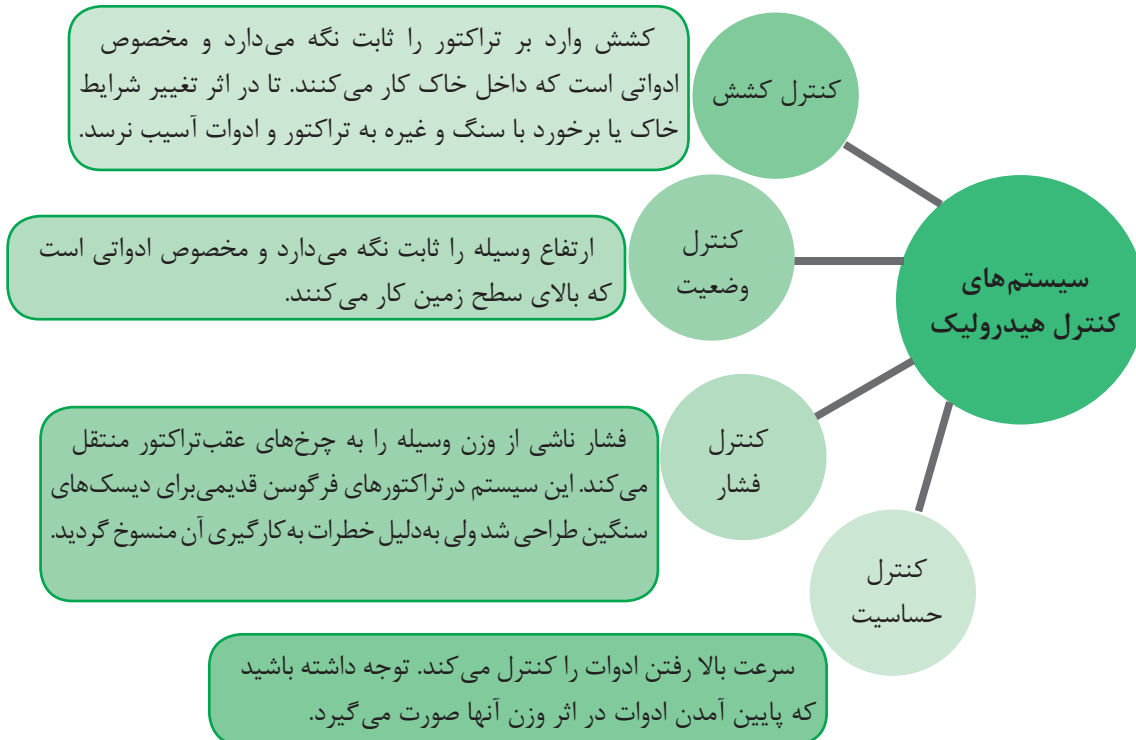 سیستم‌های
کنترل هیدرولیک
کنترل کشش
کشش وارد بر تراکتور را ثابت نگه می‌دارد و مخصوص
ادواتی است که داخل خاک کار می‌کنند. تا در اثر تغییر شرایط
خاک یا برخورد با سنگ و غیره به تراکتور و ادوات آسیب نرسد.
کنترل
وضعیت
ارتفاع وسیله را ثابت نگه می‌دارد و مخصوص ادواتی است
که بالای سطح زمین کار می‌کنند.
کنترل
فشار
فشار ناشی از وزن وسیله را به چرخ‌های عقب‌تراکتور منتقل
می‌کند. این سیستم در تراکتورهای فرگوسن قدیمی‌برای دیسک‌های
سنگین طراحی شد ولی به‌دلیل خطرات به‌کارگیری آن منسوخ گردید.
کنترل
حساسیت
سرعت بالا رفتن ادوات را کنترل می‌کند. توجه داشته باشید
که پایین آمدن ادوات در اثر وزن آنها صورت می‌گیرد.